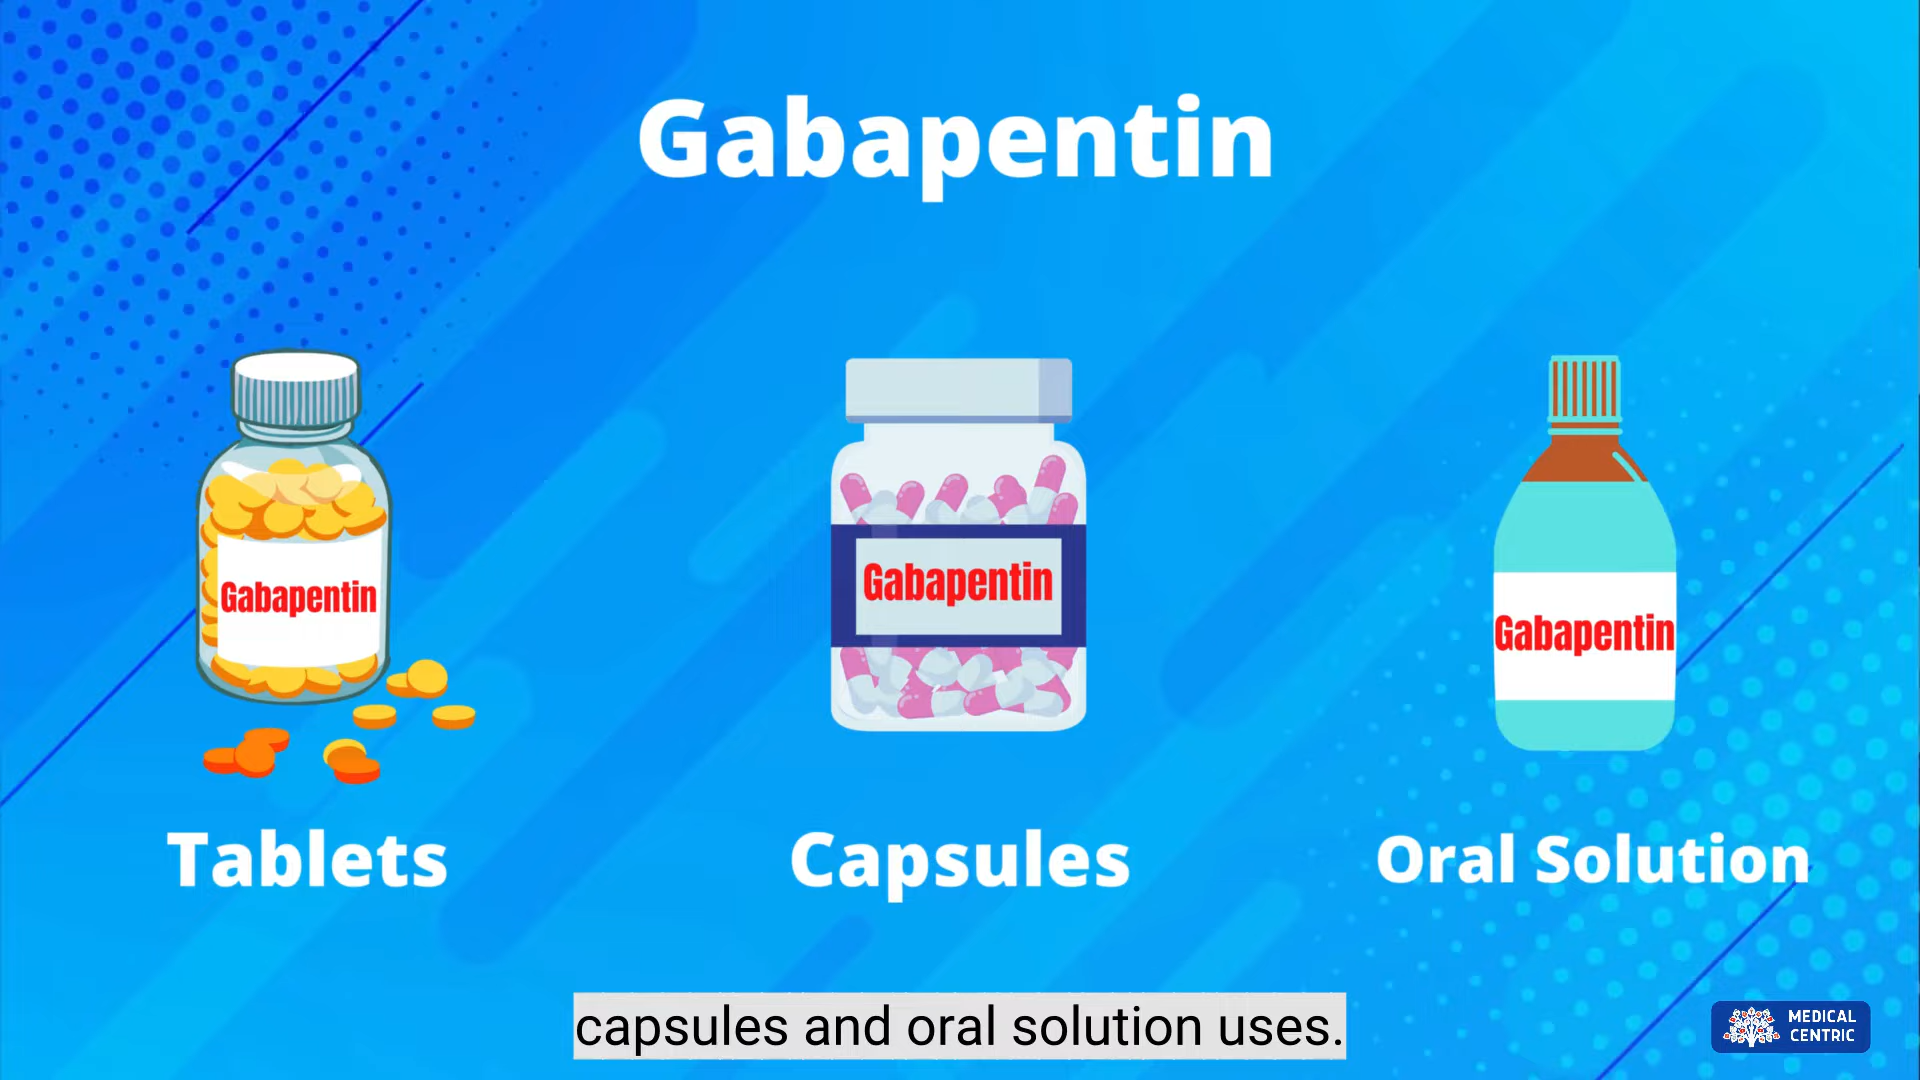 Gabapentin
Gabapentin
Gabapentin
Gabapentin
Tablets
Capsules
Oral Solution
capsules and oral solution uses.
MEDICAL
CENTRIC